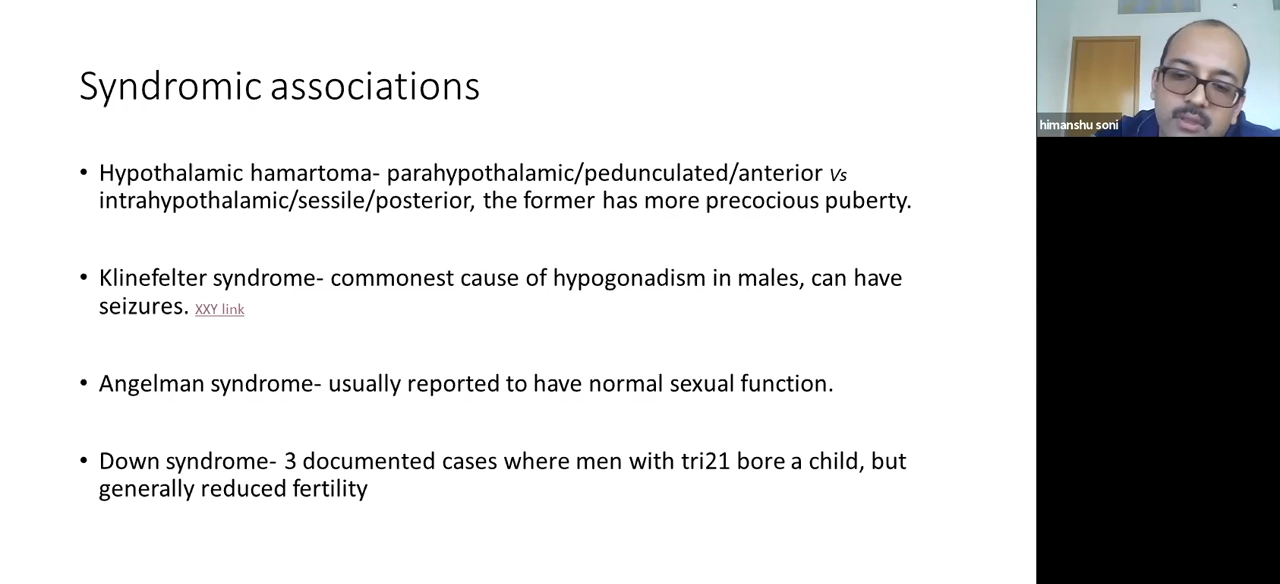 Syndromic associations
• Hypothalamic hamartoma- parahypothalamic/pedunculated/anterior Vs
intrahypothalamic/sessile/posterior, the former has more precocious puberty.
• Klinefelter syndrome- commonest cause of hypogonadism in males, can have
seizures. XXY link
• Angelman syndrome- usually reported to have normal sexual function.
• Down syndrome- 3 documented cases where men with tri21 bore a child, but
generally reduced fertility
himanshu soni